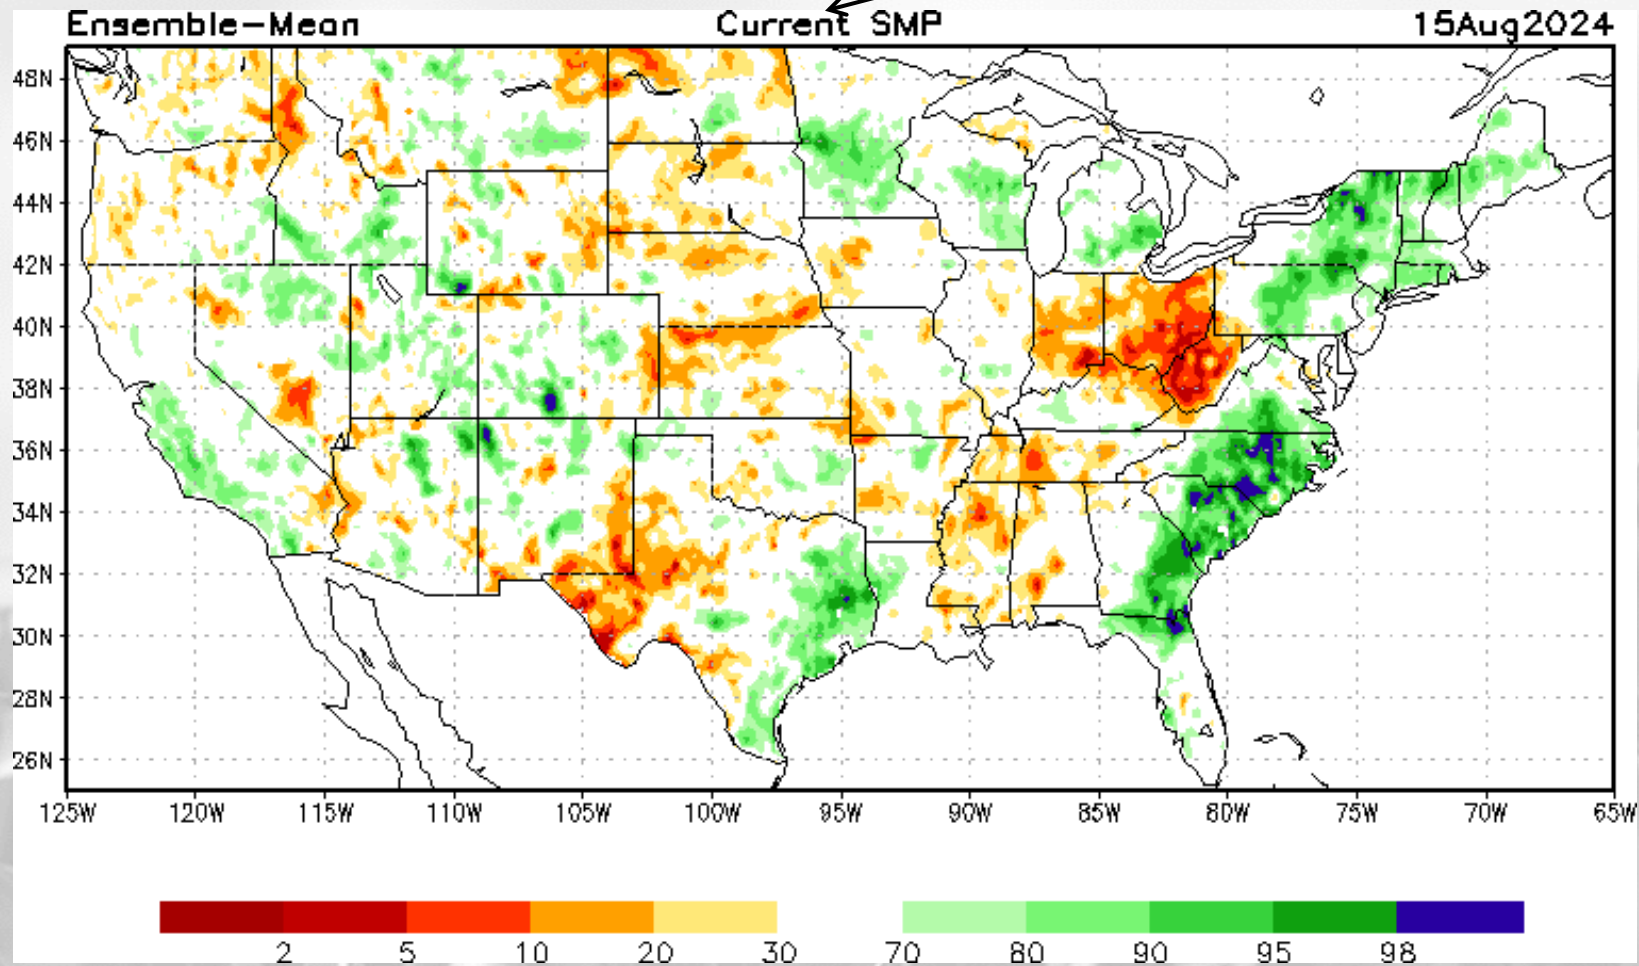 Ensemble-Mean Current SMP 15Aug2024
48N
46N
44N
42N
40N
38N
36N
34N
32N
30N
28N
26N
125W 120W 115W 110W 105W 100W 95W 90W 85W 80W 75W 70W 65W
2 5 10 20 30 70 80 90 95 98